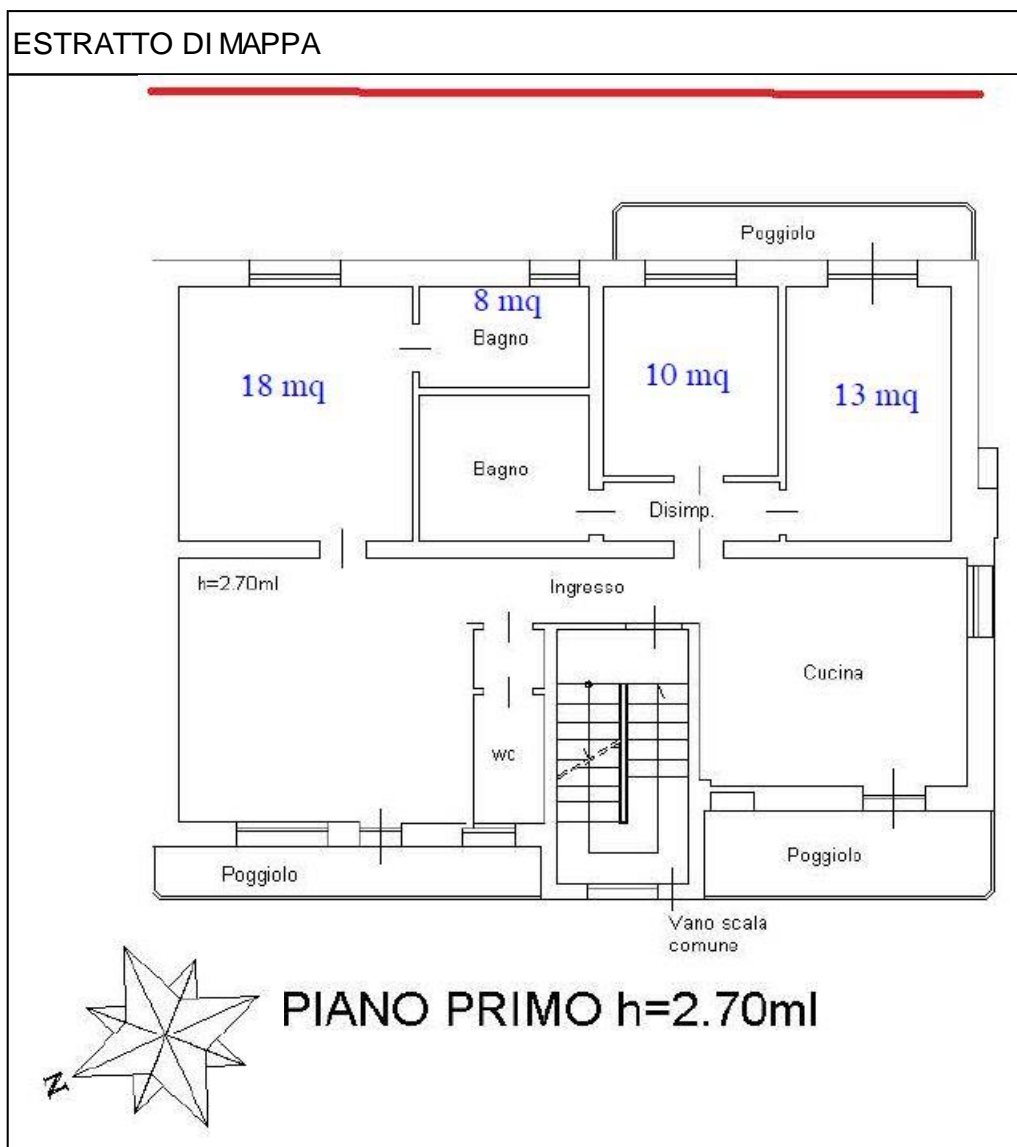 ESTRATTO DI MAPPA
Poggiolo
8 mq
Bagno
18 mq
10 mq
13 mq
Bagno
Disimp.
h=2.70ml
Ingresso
Cucina
wc
Poggiolo
Poggiolo
Vano scala
comune
PIANO PRIMO h=2.70ml
N